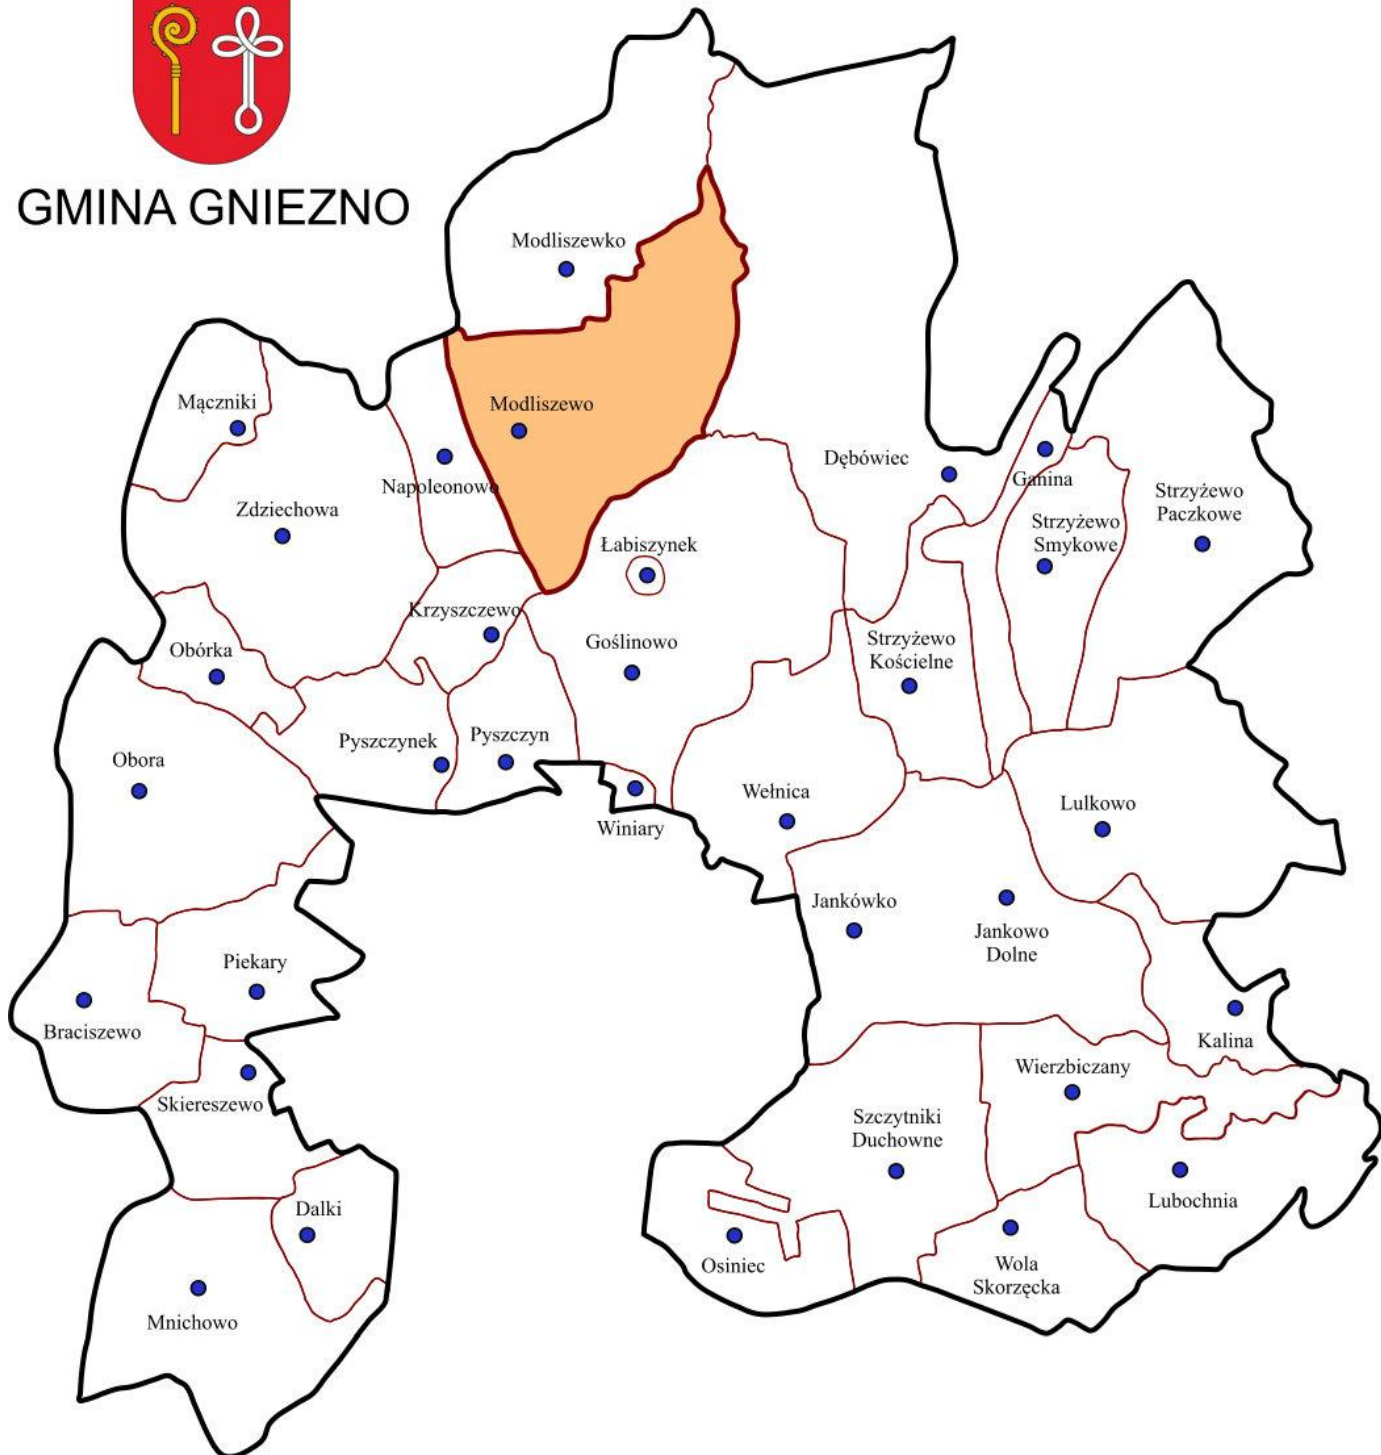 GMINA GNIEZNO
Modliszewko
Mączniki
Modliszewo
Napoleonowo
Dębówiec
Ganina
Zdziechowa
Strzyżewo
Smykowe
Strzyżewo
Paczkowe
Łabiszynek
Krzyszczewo
Obórka
Goślinowo
Strzyżewo
Kościelne
Pyszczynek
Pyszczyn
Obora
Winiary
Wełnica
Lulkowo
Jankówko
Jankowo
Dolne
Piekary
Braciszewo
Kalina
Skiereszewo
Wierzbiczany
Szczytniki
Duchowne
Lubochnia
Dalki
Osiniec
Wola
Skorzęcka
Mnichowo